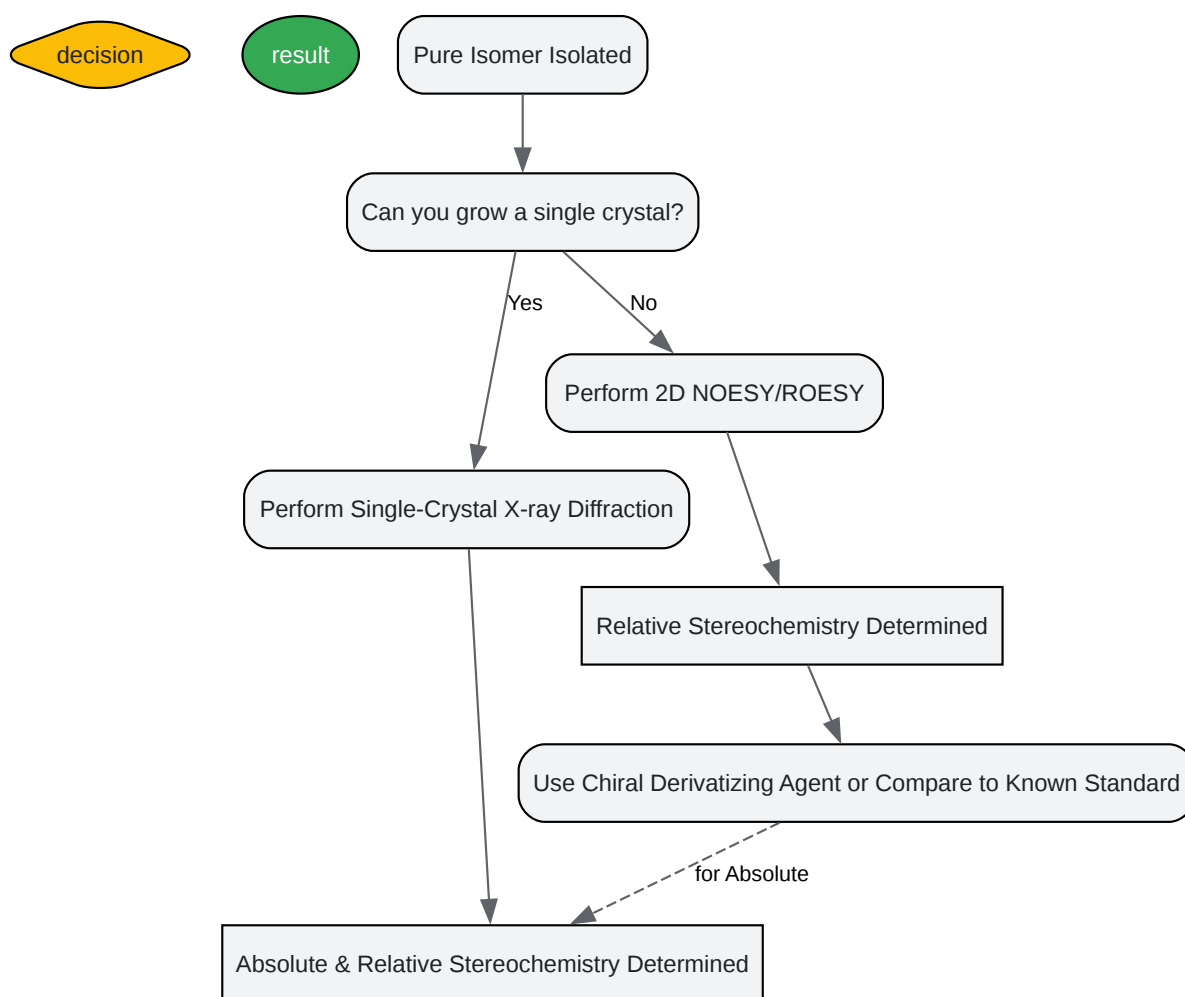 decision
result
Pure Isomer Isolated
Can you grow a single crystal?
Yes
No
Perform 2D NOESY/ROESY
Perform Single-Crystal X-ray Diffraction
Relative Stereochemistry Determined
Use Chiral Derivatizing Agent or Compare to Known Standard
for Absolute
Absolute & Relative Stereochemistry Determined